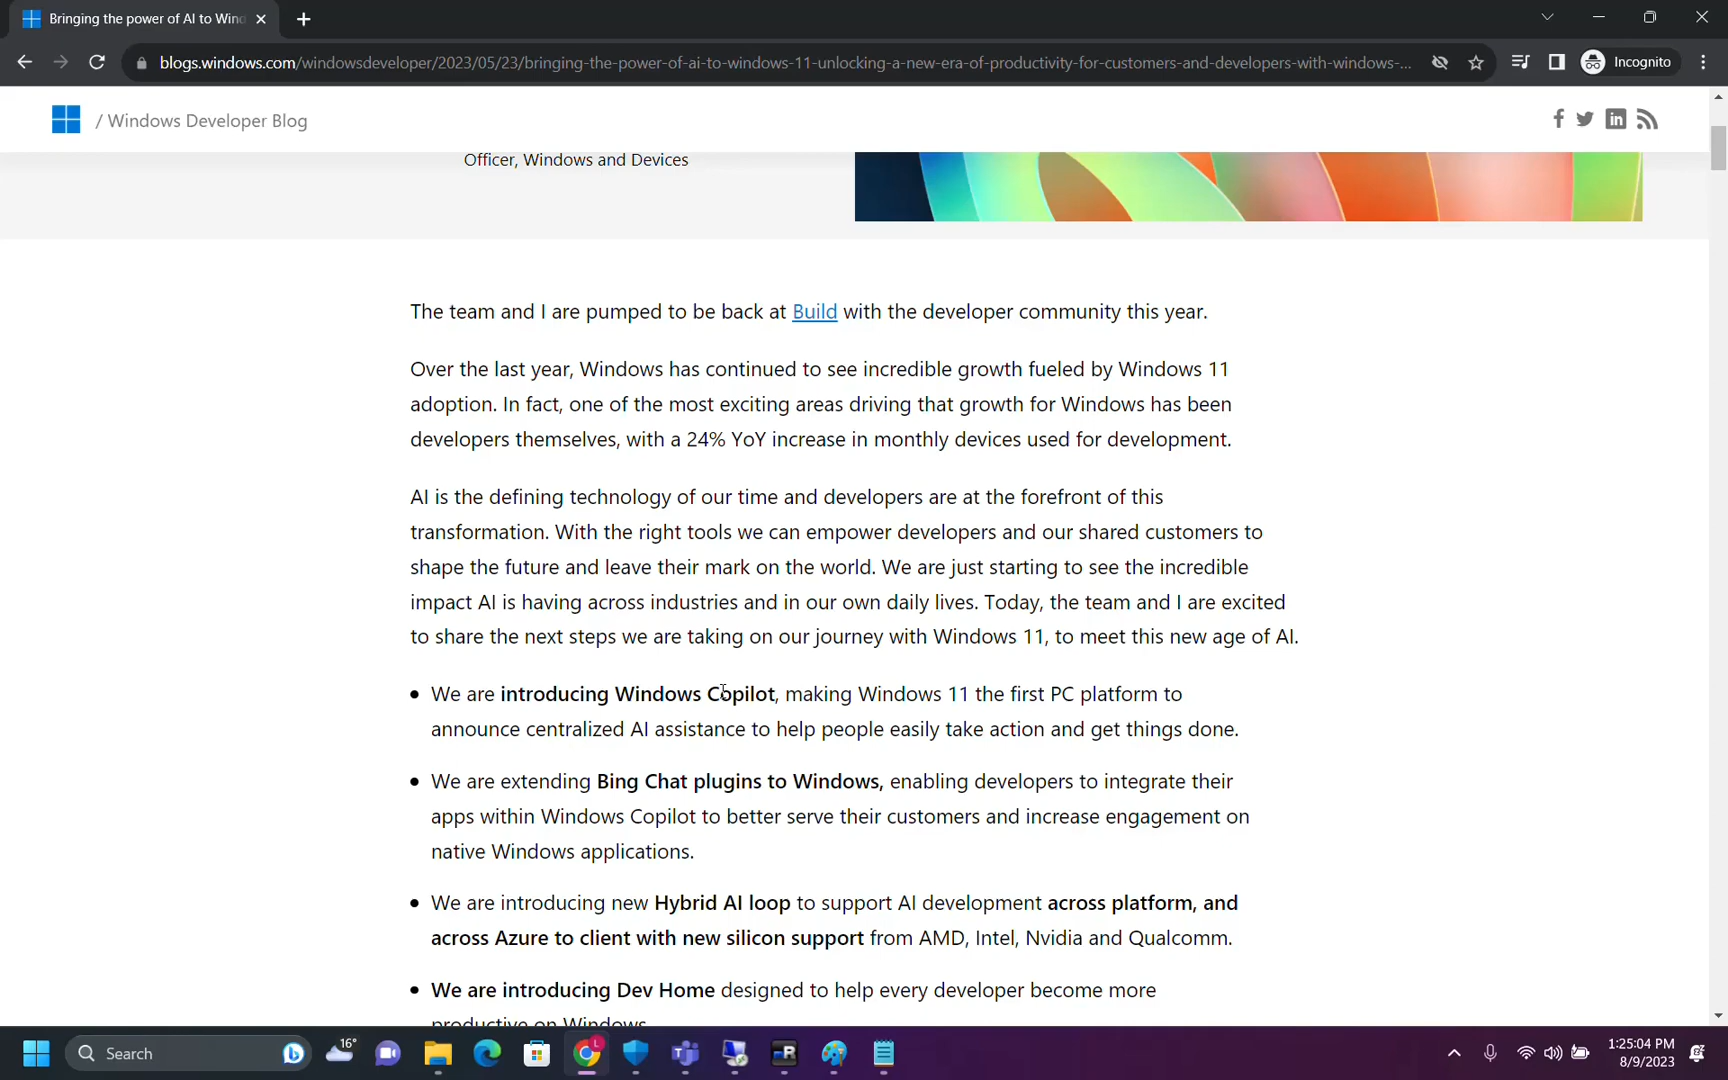 Bringing the power of AI to Wind
blogs.windows.com/windowsdeveloper/2023/05/23/bringing-the-power-of-ai-to-windows-11-unlocking-a-new-era-of-productivity-for-customers-and-developers-with-windows-...
Incognito
/ Windows Developer Blog
Officer, Windows and Devices
The team and I are pumped to be back at Build with the developer community this year.
Over the last year, Windows has continued to see incredible growth fueled by Windows 11
adoption. In fact, one of the most exciting areas driving that growth for Windows has been
developers themselves, with a 24% YoY increase in monthly devices used for development.
AI is the defining technology of our time and developers are at the forefront of this
transformation. With the right tools we can empower developers and our shared customers to
shape the future and leave their mark on the world. We are just starting to see the incredible
impact AI is having across industries and in our own daily lives. Today, the team and I are excited
to share the next steps we are taking on our journey with Windows 11, to meet this new age of AI.
• We are introducing Windows Copilot, making Windows 11 the first PC platform to
announce centralized AI assistance to help people easily take action and get things done.
• We are extending Bing Chat plugins to Windows, enabling developers to integrate their
apps within Windows Copilot to better serve their customers and increase engagement on
native Windows applications.
• We are introducing new Hybrid AI loop to support AI development across platform, and
across Azure to client with new silicon support from AMD, Intel, Nvidia and Qualcomm.
• We are introducing Dev Home designed to help every developer become more
productive on Windows
Search
16°
L
R
1:25:04 PM
8/9/2023